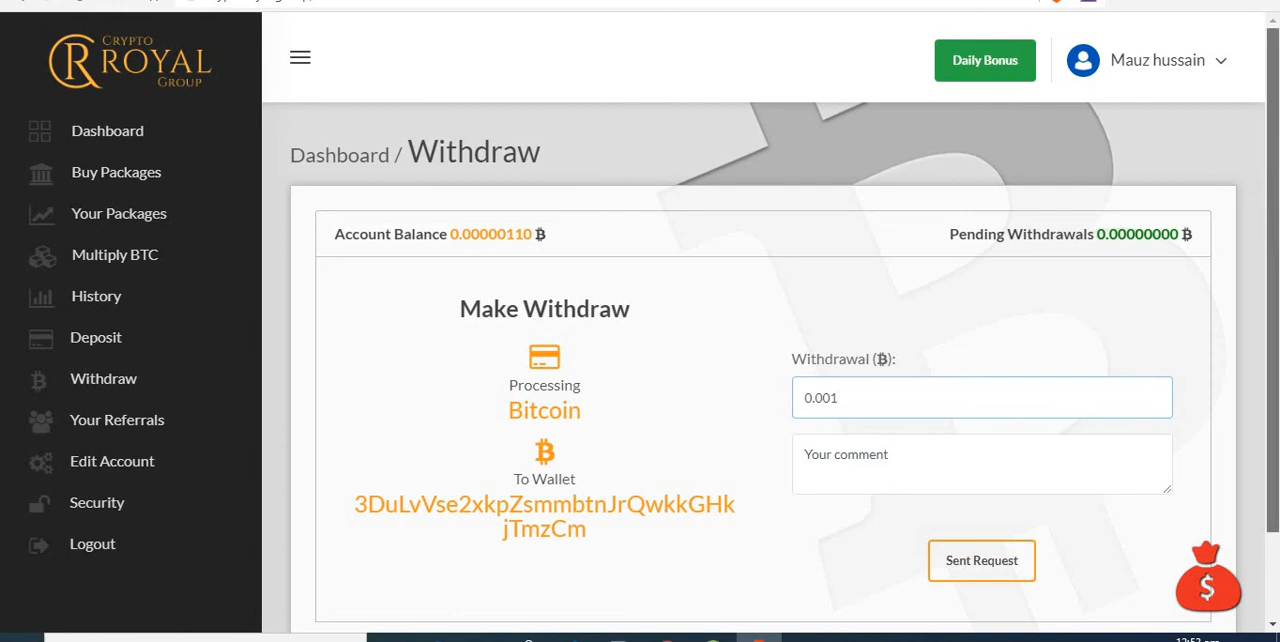 CRYPTO
ROYAL
GROUP
Daily Bonus
Mauz hussain
Dashboard
Buy Packages
Your Packages
Multiply BTC
History
Deposit
Withdraw
Your Referrals
Edit Account
Security
Logout
Dashboard / Withdraw
Account Balance 0.00000110 ₿
Pending Withdrawals 0.00000000 ₿
Make Withdraw
Processing
Bitcoin
To Wallet
3DuLvVse2xkpZsmmbtnJrQwkkGHk
jTmzCm
Withdrawal (₿):
0.001
Your comment
Sent Request
$